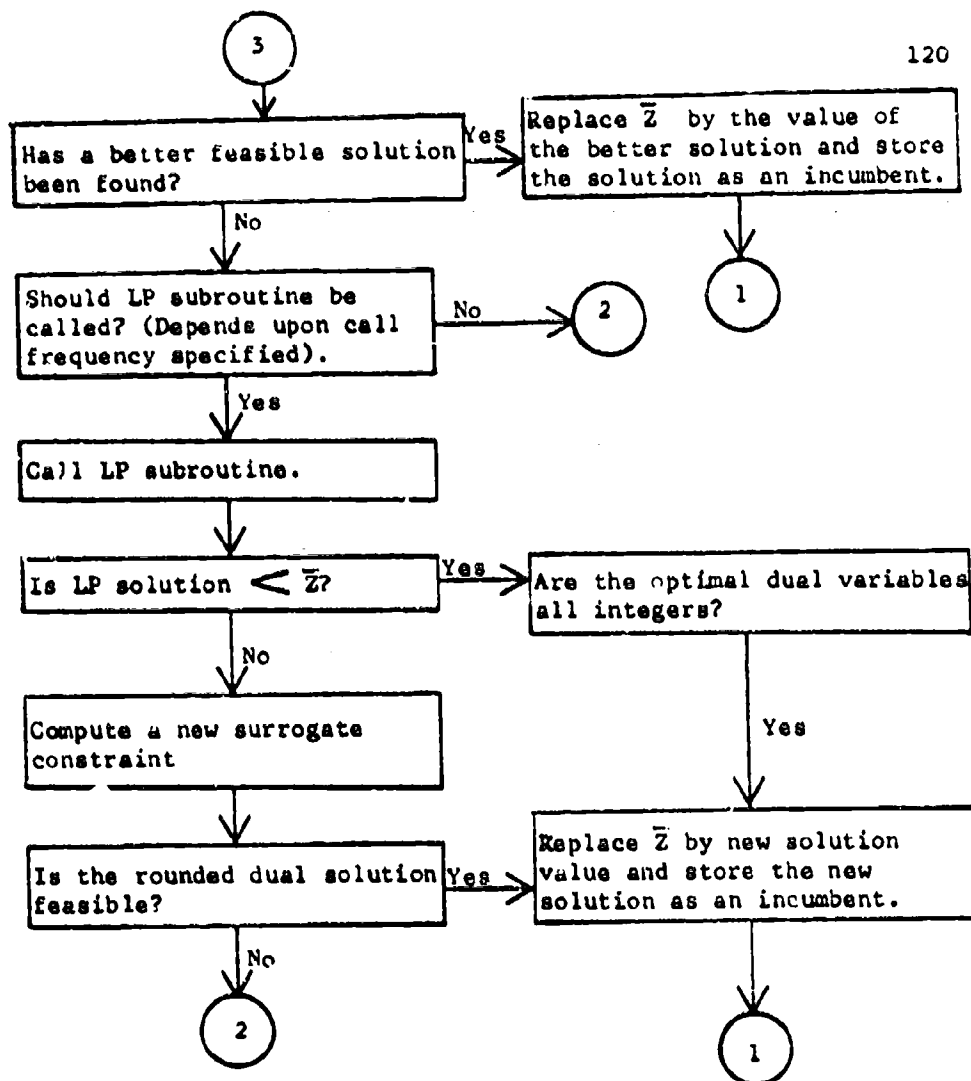 120
3
Has a better feasible solution
been found?
Yes
Replace Z̅ by the value of
the better solution and store
the solution as an incumbent.
No
1
Should LP subroutine be
called? (Depends upon call
frequency specified).
No
2
Yes
Call LP subroutine.
Is LP solution < Z̅?
Yes
Are the optimal dual variables
all integers?
No
Yes
Compute a new surrogate
constraint
Is the rounded dual solution
feasible?
Yes
Replace Z̅ by new solution
value and store the new
solution as an incumbent.
No
2
1